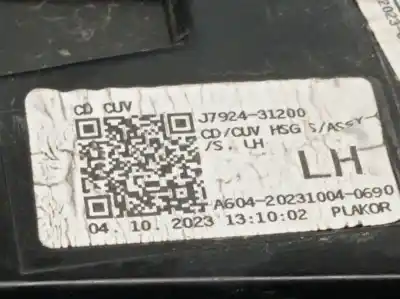 CD CUV
J7924-31200
CD/CUV HSG S/ASSY
/S. LH
LH
A604-20231004-0690
04 10 2023 13:10:02 PLAKOR